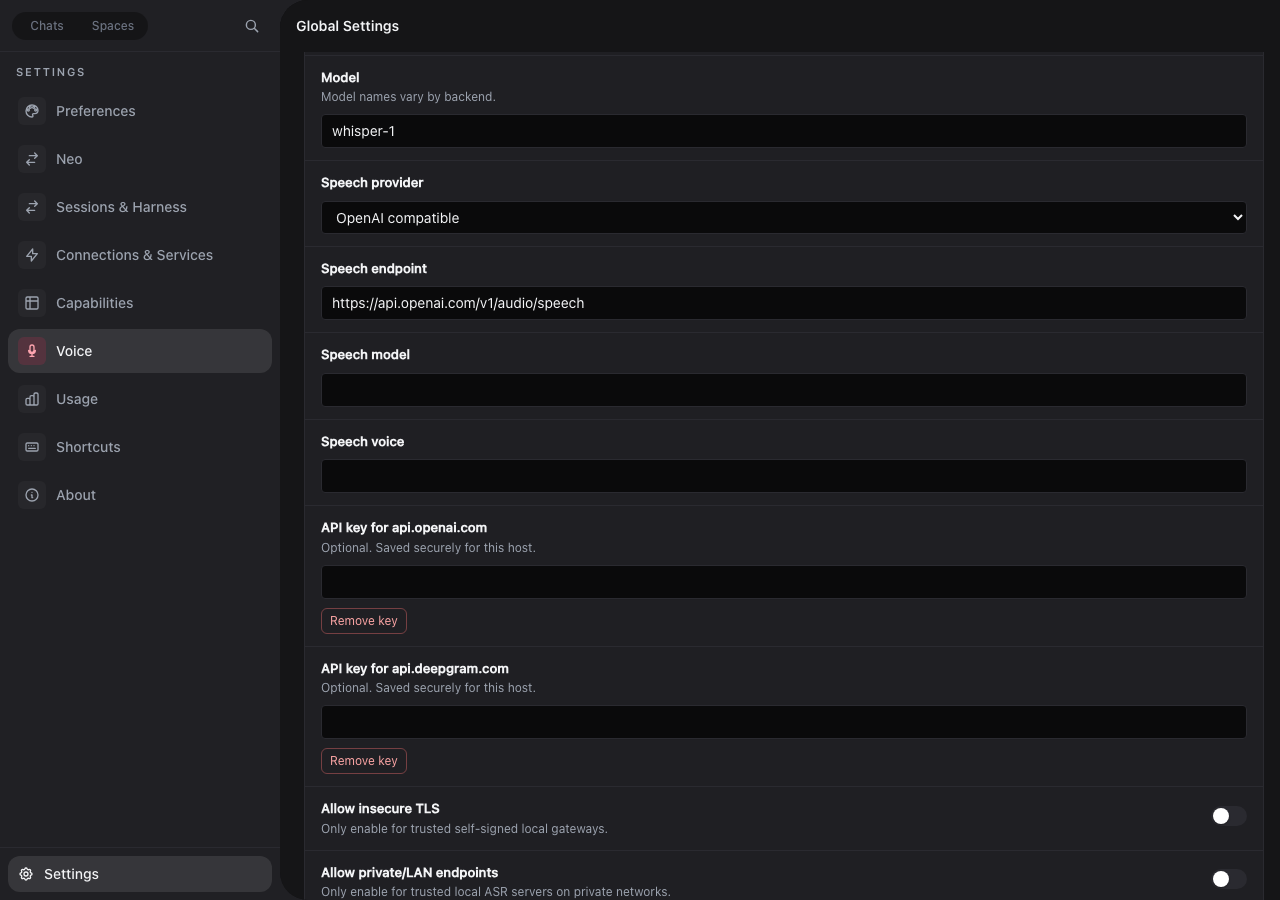 Chats
Spaces
Global Settings
SETTINGS
Preferences
Neo
Sessions & Harness
Connections & Services
Capabilities
Voice
Usage
Shortcuts
About
Settings
Model
Model names vary by backend.
whisper-1
Speech provider
OpenAI compatible
Speech endpoint
https://api.openai.com/v1/audio/speech
Speech model
Speech voice
API key for api.openai.com
Optional. Saved securely for this host.
Remove key
API key for api.deepgram.com
Optional. Saved securely for this host.
Remove key
Allow insecure TLS
Only enable for trusted self-signed local gateways.
Allow private/LAN endpoints
Only enable for trusted local ASR servers on private networks.